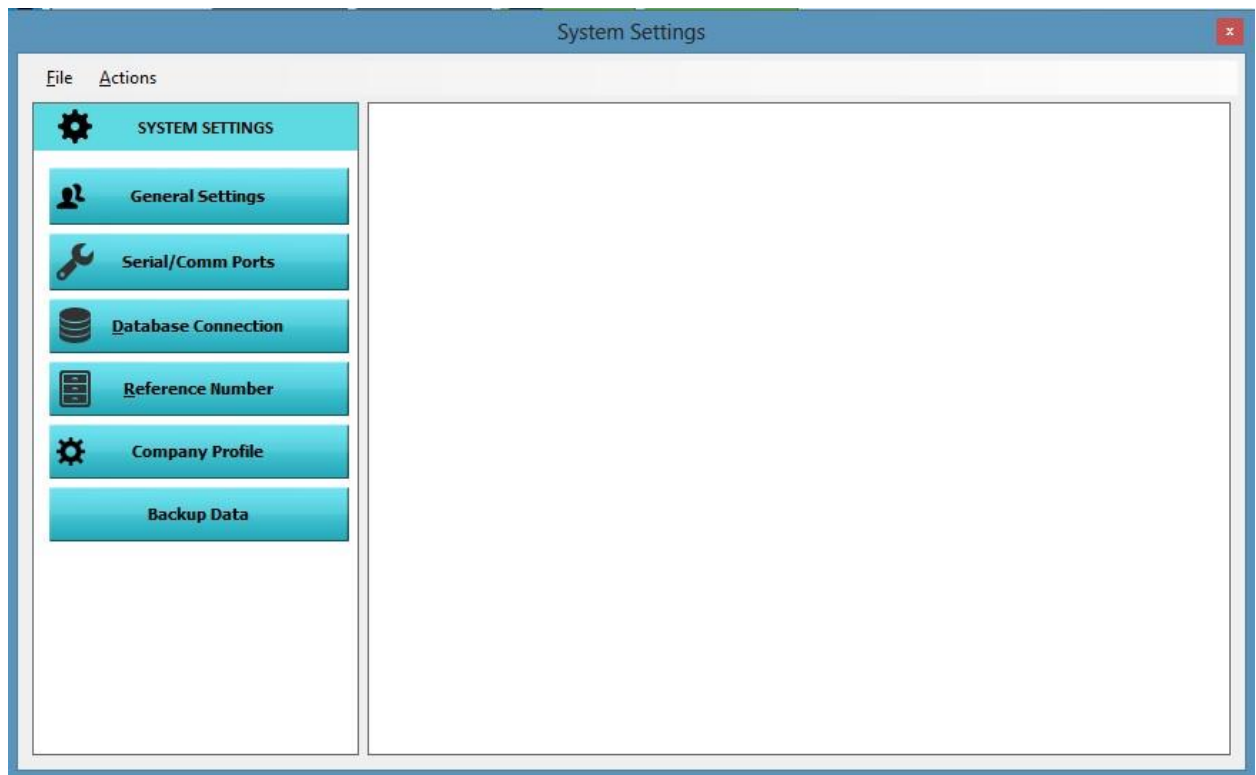 System Settings
x
File Actions
SYSTEM SETTINGS
General Settings
Serial/Comm Ports
Database Connection
Reference Number
Company Profile
Backup Data